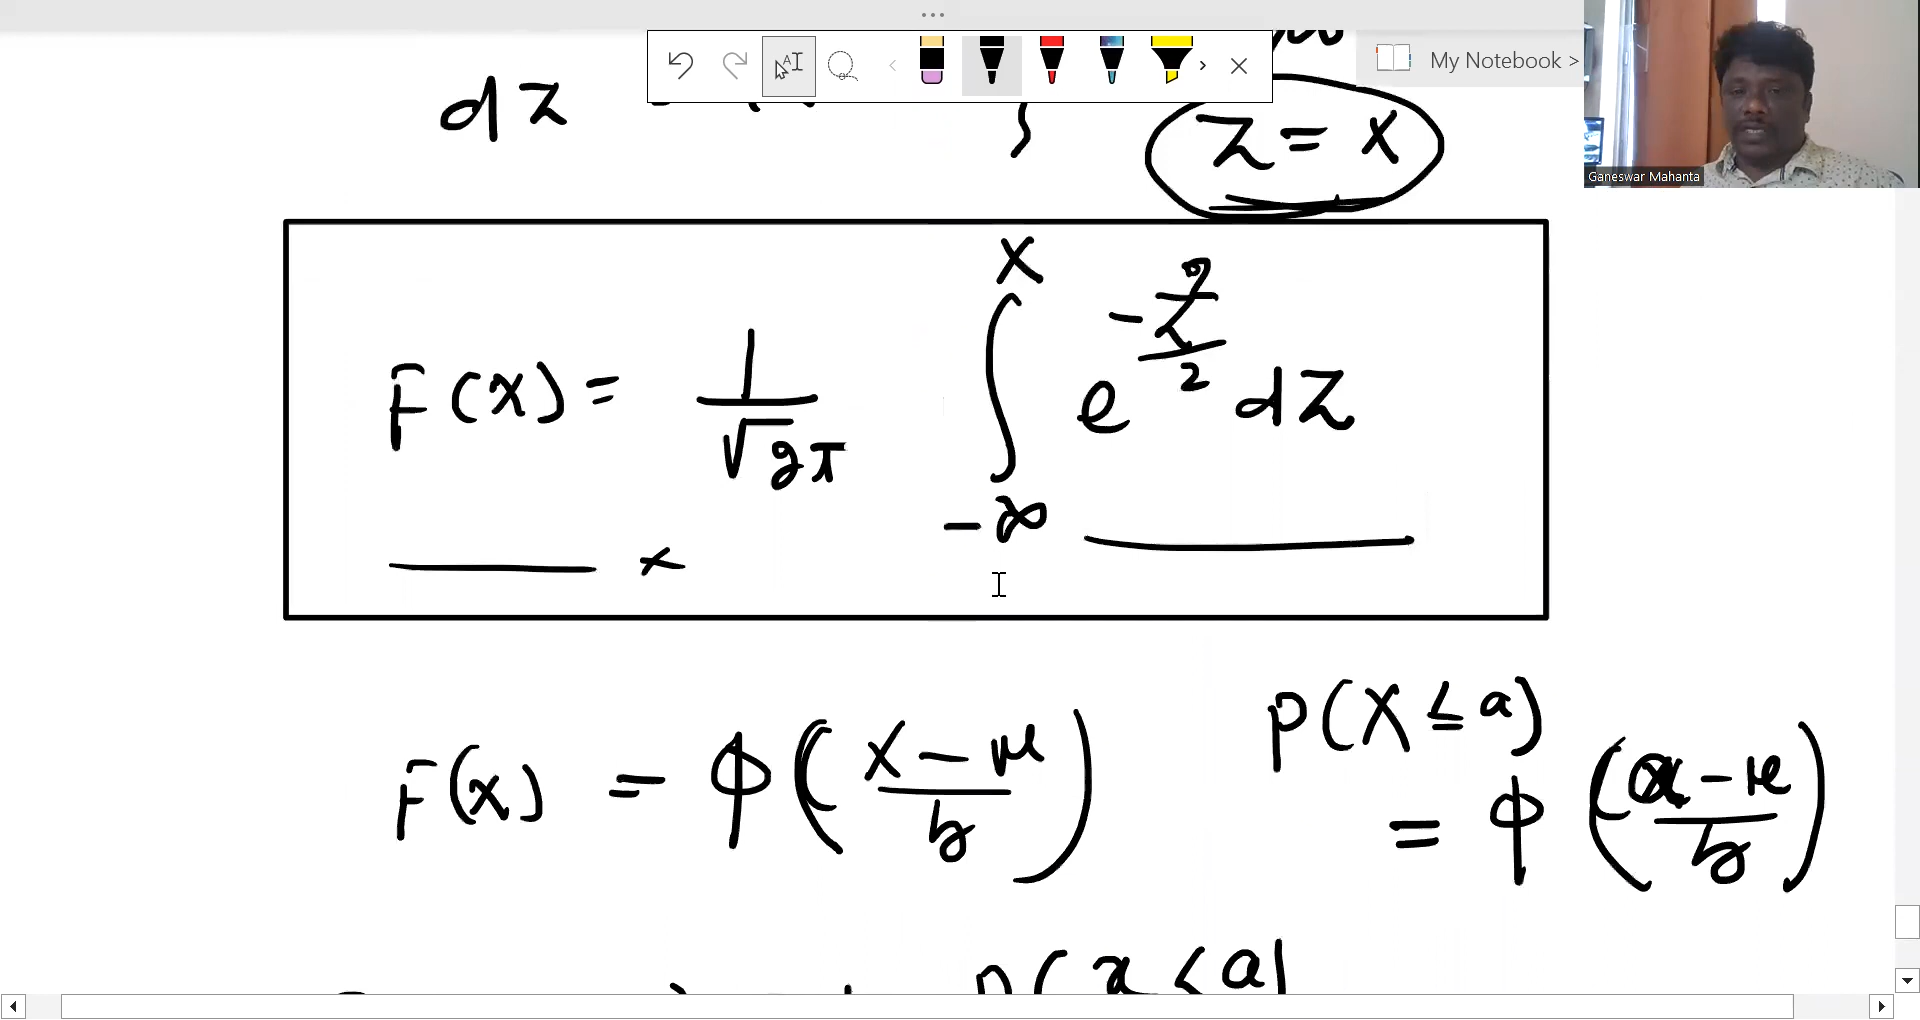 My Notebook >
Ganeswar Mahanta
dz
z = x
F(x) = 1/√2π ∫_{-∞}^{x} e^{-z²/2} dz
F(x) = φ((x - μ)/σ)
P(X ≤ a)
= φ((a - μ)/σ)
P(x ≤ a)